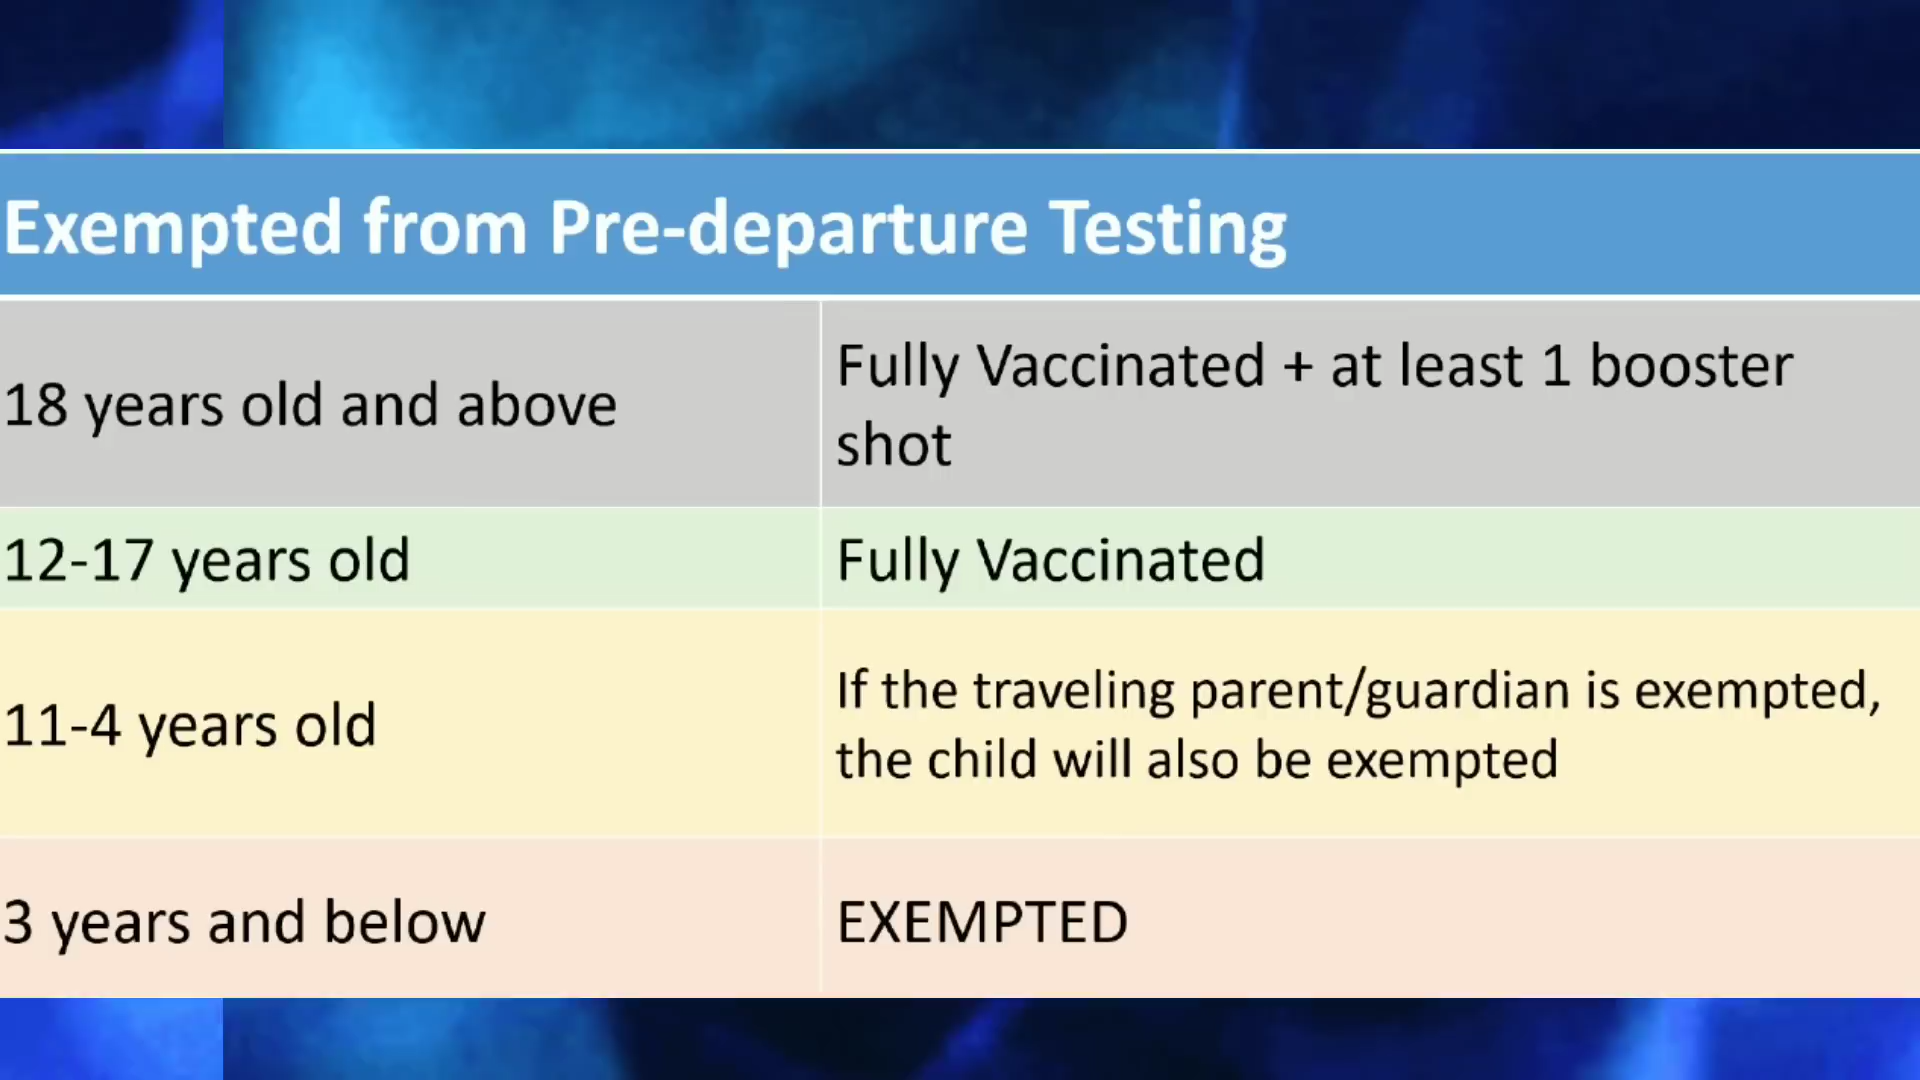 Exempted from Pre-departure Testing
18 years old and above
Fully Vaccinated + at least 1 booster
shot
12-17 years old
Fully Vaccinated
11-4 years old
If the traveling parent/guardian is exempted,
the child will also be exempted
3 years and below
EXEMPTED